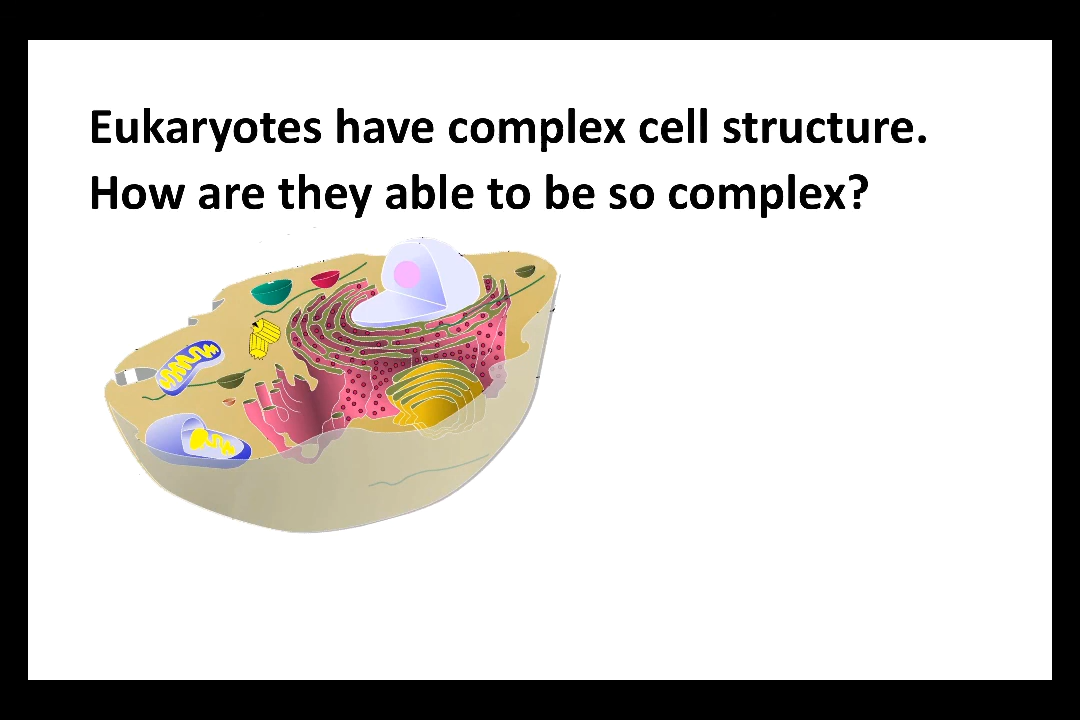 Eukaryotes have complex cell structure.
How are they able to be so complex?